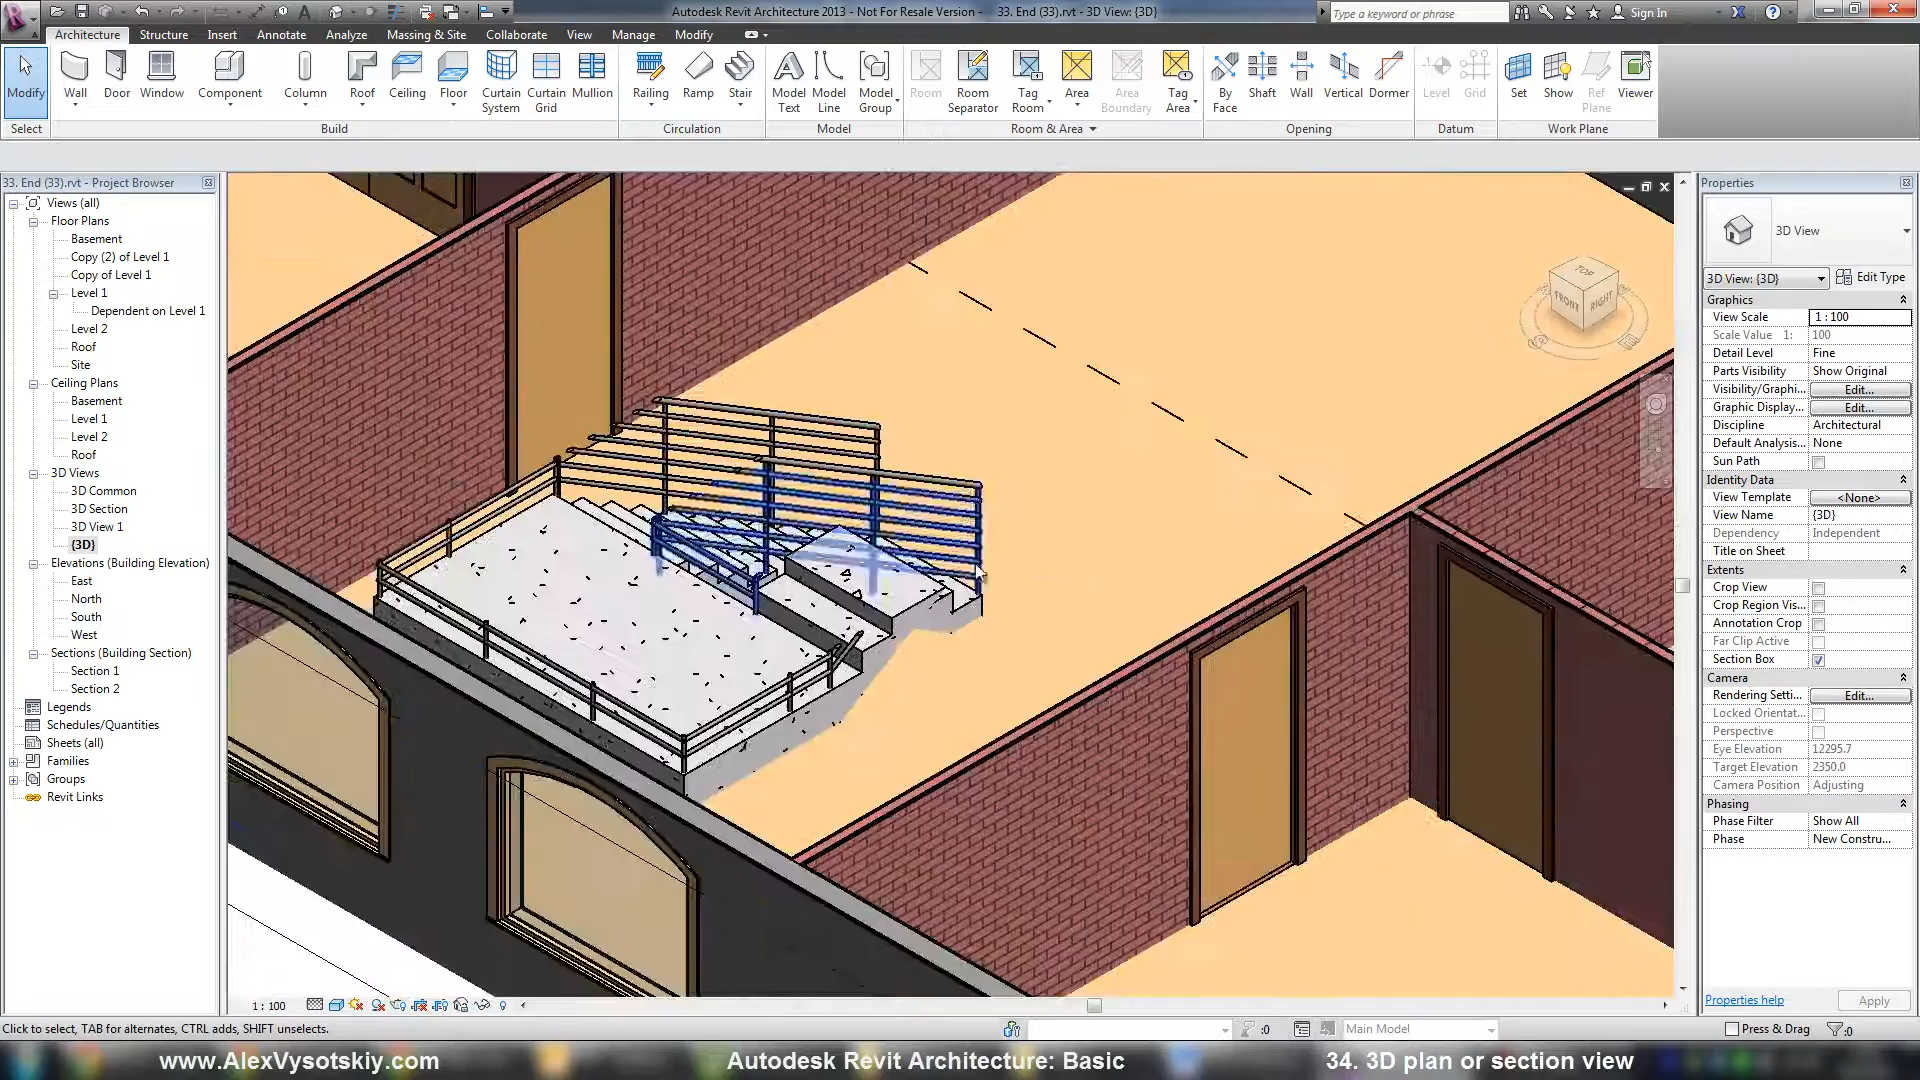 Autodesk Revit Architecture 2013 - Not For Resale Version - 33. End (33).rvt - 3D View: {3D}
Type a keyword or phrase
Sign In
Architecture Structure Insert Annotate Analyze Massing & Site Collaborate View Manage Modify
Modify Wall Door Window Component Column Roof Ceiling Floor Curtain System Curtain Grid Mullion Railing Ramp Stair Model Text Model Line Model Group Room Room Separator Tag Room Area Area Boundary Tag Area By Face Shaft Wall Vertical Dormer Level Grid Set Show Ref Plane Viewer
Select Build Circulation Model Room & Area Opening Datum Work Plane
33. End (33).rvt - Project Browser
Views (all)
Floor Plans
Basement
Copy (2) of Level 1
Copy of Level 1
Level 1
Dependent on Level 1
Level 2
Roof
Site
Ceiling Plans
Basement
Level 1
Level 2
Roof
3D Views
3D Common
3D Section
3D View 1
{3D}
Elevations (Building Elevation)
East
North
South
West
Sections (Building Section)
Section 1
Section 2
Legends
Schedules/Quantities
Sheets (all)
Families
Groups
Revit Links
TOP
FRONT RIGHT
Properties
3D View
3D View: {3D} Edit Type
Graphics
View Scale 1 : 100
Scale Value 1: 100
Detail Level Fine
Parts Visibility Show Original
Visibility/Graphi... Edit...
Graphic Display... Edit...
Discipline Architectural
Default Analysis... None
Sun Path
Identity Data
View Template <None>
View Name {3D}
Dependency Independent
Title on Sheet
Extents
Crop View
Crop Region Vis...
Annotation Crop
Far Clip Active
Section Box
Camera
Rendering Setti... Edit...
Locked Orientat...
Perspective
Eye Elevation 12295.7
Target Elevation 2350.0
Camera Position Adjusting
Phasing
Phase Filter Show All
Phase New Constru...
Properties help Apply
1 : 100
Click to select, TAB for alternates, CTRL adds, SHIFT unselects.
:0
Main Model
Press & Drag
:0
www.AlexVysotskiy.com Autodesk Revit Architecture: Basic 34. 3D plan or section view